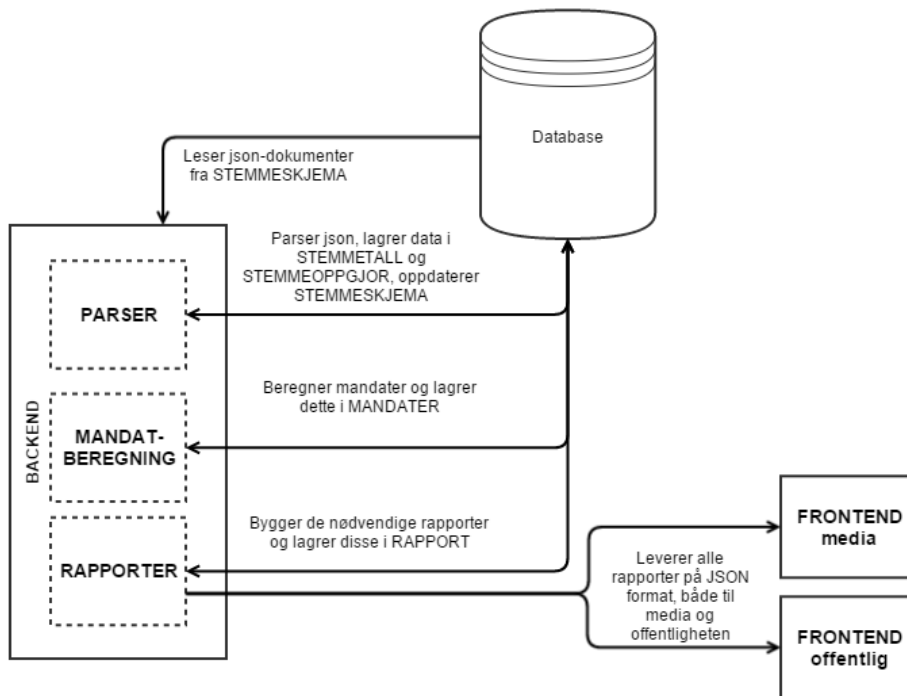 Database
Leser json-dokumenter
fra STEMMESKJEMA
Parser json, lagrer data i
STEMMETALL og
STEMMEOPPGJOR, oppdaterer
STEMMESKJEMA
PARSER
Beregner mandater og lagrer
dette i MANDATER
BACKEND
MANDAT-
BEREGNING
Bygger de nødvendige rapporter
og lagrer disse i RAPPORT
RAPPORTER
FRONTEND
media
Leverer alle
rapporter på JSON
format, både til
media og
offentligheten
FRONTEND
offentlig